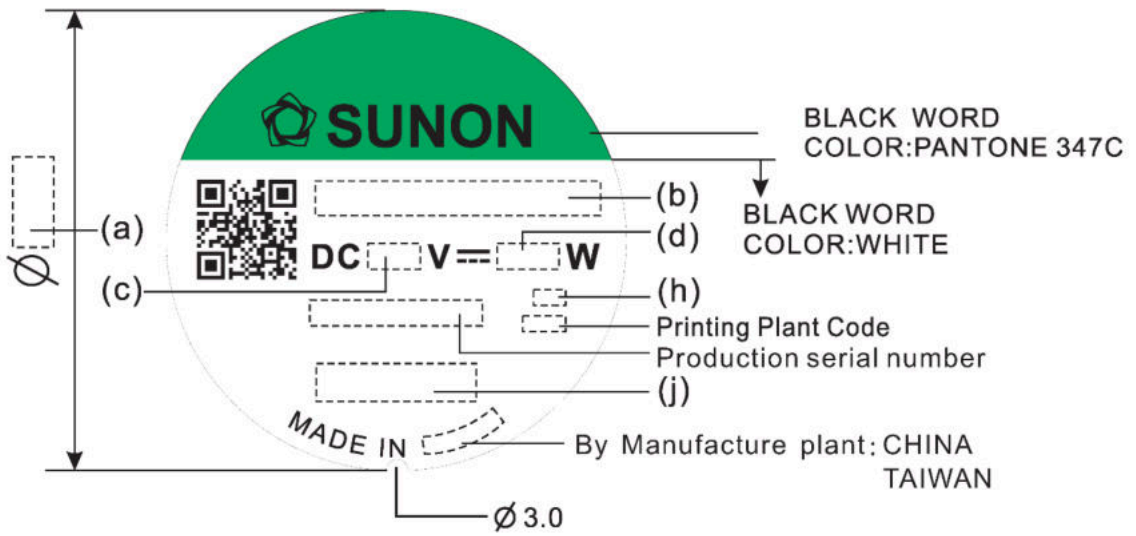 SUNON
BLACK WORD
COLOR:PANTONE 347C
(a)
Ø
(b)
BLACK WORD
COLOR:WHITE
DC V W
(c)
(d)
(h)
Printing Plant Code
Production serial number
(j)
MADE IN
By Manufacture plant: CHINA
TAIWAN
Ø 3.0